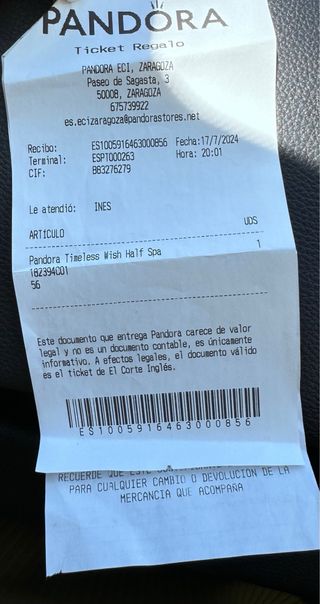 PANDORA
Ticket Regalo
PANDORA ECI, ZARAGOZA
Paseo de Sagasta, 3
50008, ZARAGOZA
675739922
es.ecizaragoza@pandorastores.net
Recibo: ES1005916463000856 Fecha:17/7/2024
Terminal: ESPT000263 Hora: 20:01
CIF: B83276279
Le atendió: INES
ARTICULO UDS
Pandora Timeless Wish Half Spa 1
182394C01
56
Este documento que entrega Pandora carece de valor
legal y no es un documento contable, es únicamente
informativo. A efectos legales, el documento válido
es el ticket de El Corte Inglés.
ES1005916463000856
RECUERDE QUE ESTE
PARA CUALQUIER CAMBIO O DEVOLUCION DE LA
MERCANCIA QUE ACOMPAÑA